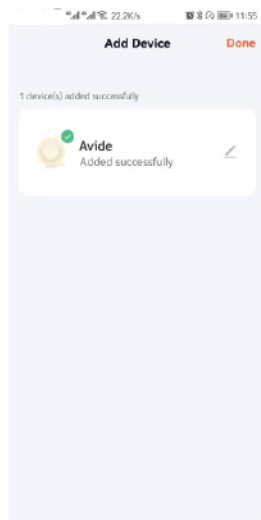 22.2K/s
11:55
Add Device
Done
1 device(s) added successfully
Avide
Added successfully